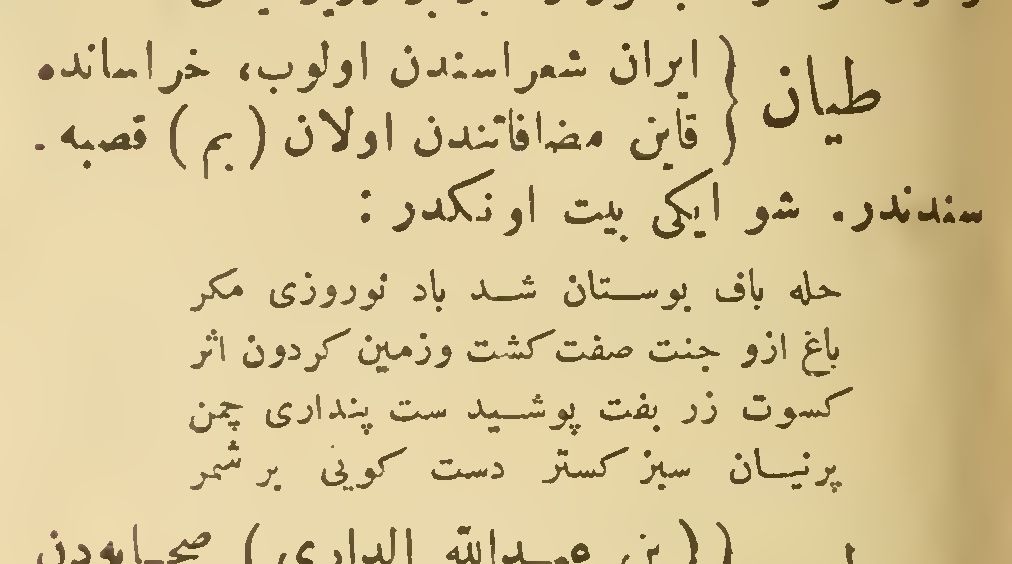 طیان { ایران شعراسندن اولوب، خراسانده
قاین مضافاتندن اولان ( بم ) قصبه‌
سندندر. شو ایکی بیت اونکدر :
حله باف بوستان شد باد نوروزی مکر
باغ ازو جنت صفت کشت وزمین کردون اثر
کسوت زر بفت پوشید ست پنداری چمن
پرنیان سبز کستر دست کویی بر شمر
( بن عبدالله الداری ) صحابه‌دن